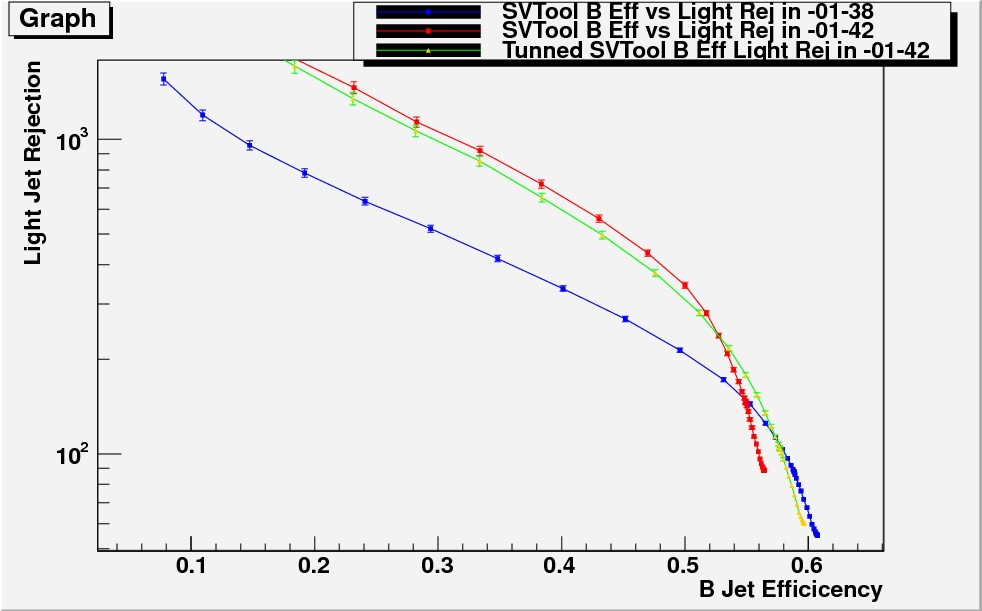 Graph
SVTool B Eff vs Light Rej in -01-38
SVTool B Eff vs Light Rej in -01-42
Tunned SVTool B Eff Light Rej in -01-42
Light Jet Rejection
10³
10²
0.1 0.2 0.3 0.4 0.5 0.6
B Jet Efficicency